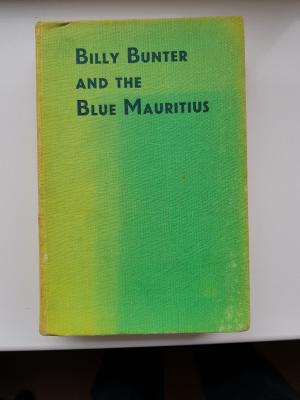 Billy Bunter
and the
Blue Mauritius